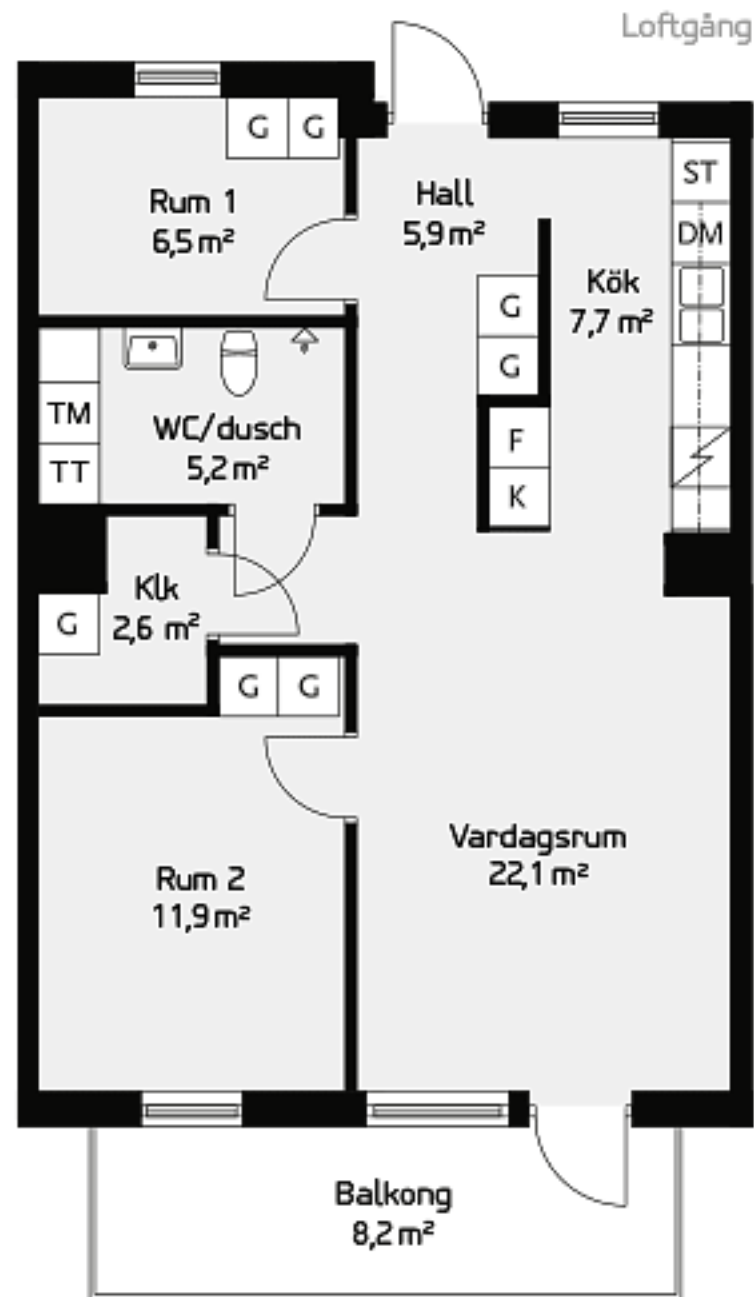 Loftgång
G G
Rum 1
6,5 m²
Hall
5,9 m²
ST
DM
Kök
7,7 m²
G
G
F
K
TM
TT
WC/dusch
5,2 m²
Klk
2,6 m²
G
G G
Vardagsrum
22,1 m²
Rum 2
11,9 m²
Balkong
8,2 m²